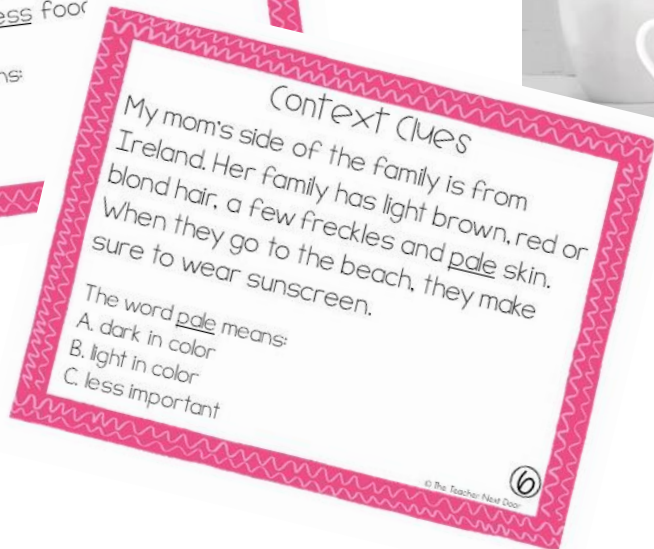 ess foor
ns:
Context Clues
My mom's side of the family is from
Ireland. Her family has light brown, red or
blond hair, a few freckles and pale skin.
When they go to the beach, they make
sure to wear sunscreen.
The word pale means:
A. dark in color
B. light in color
C. less important
© The Teacher Next Door
6